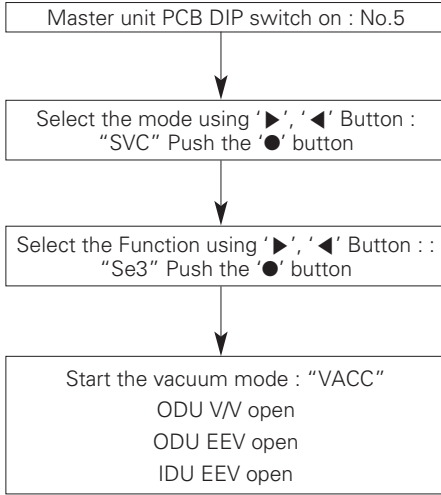 Master unit PCB DIP switch on : No.5
Select the mode using ‘▶’, ‘◀’ Button :
“SVC” Push the ‘●’ button
Select the Function using ‘▶’, ‘◀’ Button : :
“Se3” Push the ‘●’ button
Start the vacuum mode : “VACC”
ODU V/V open
ODU EEV open
IDU EEV open